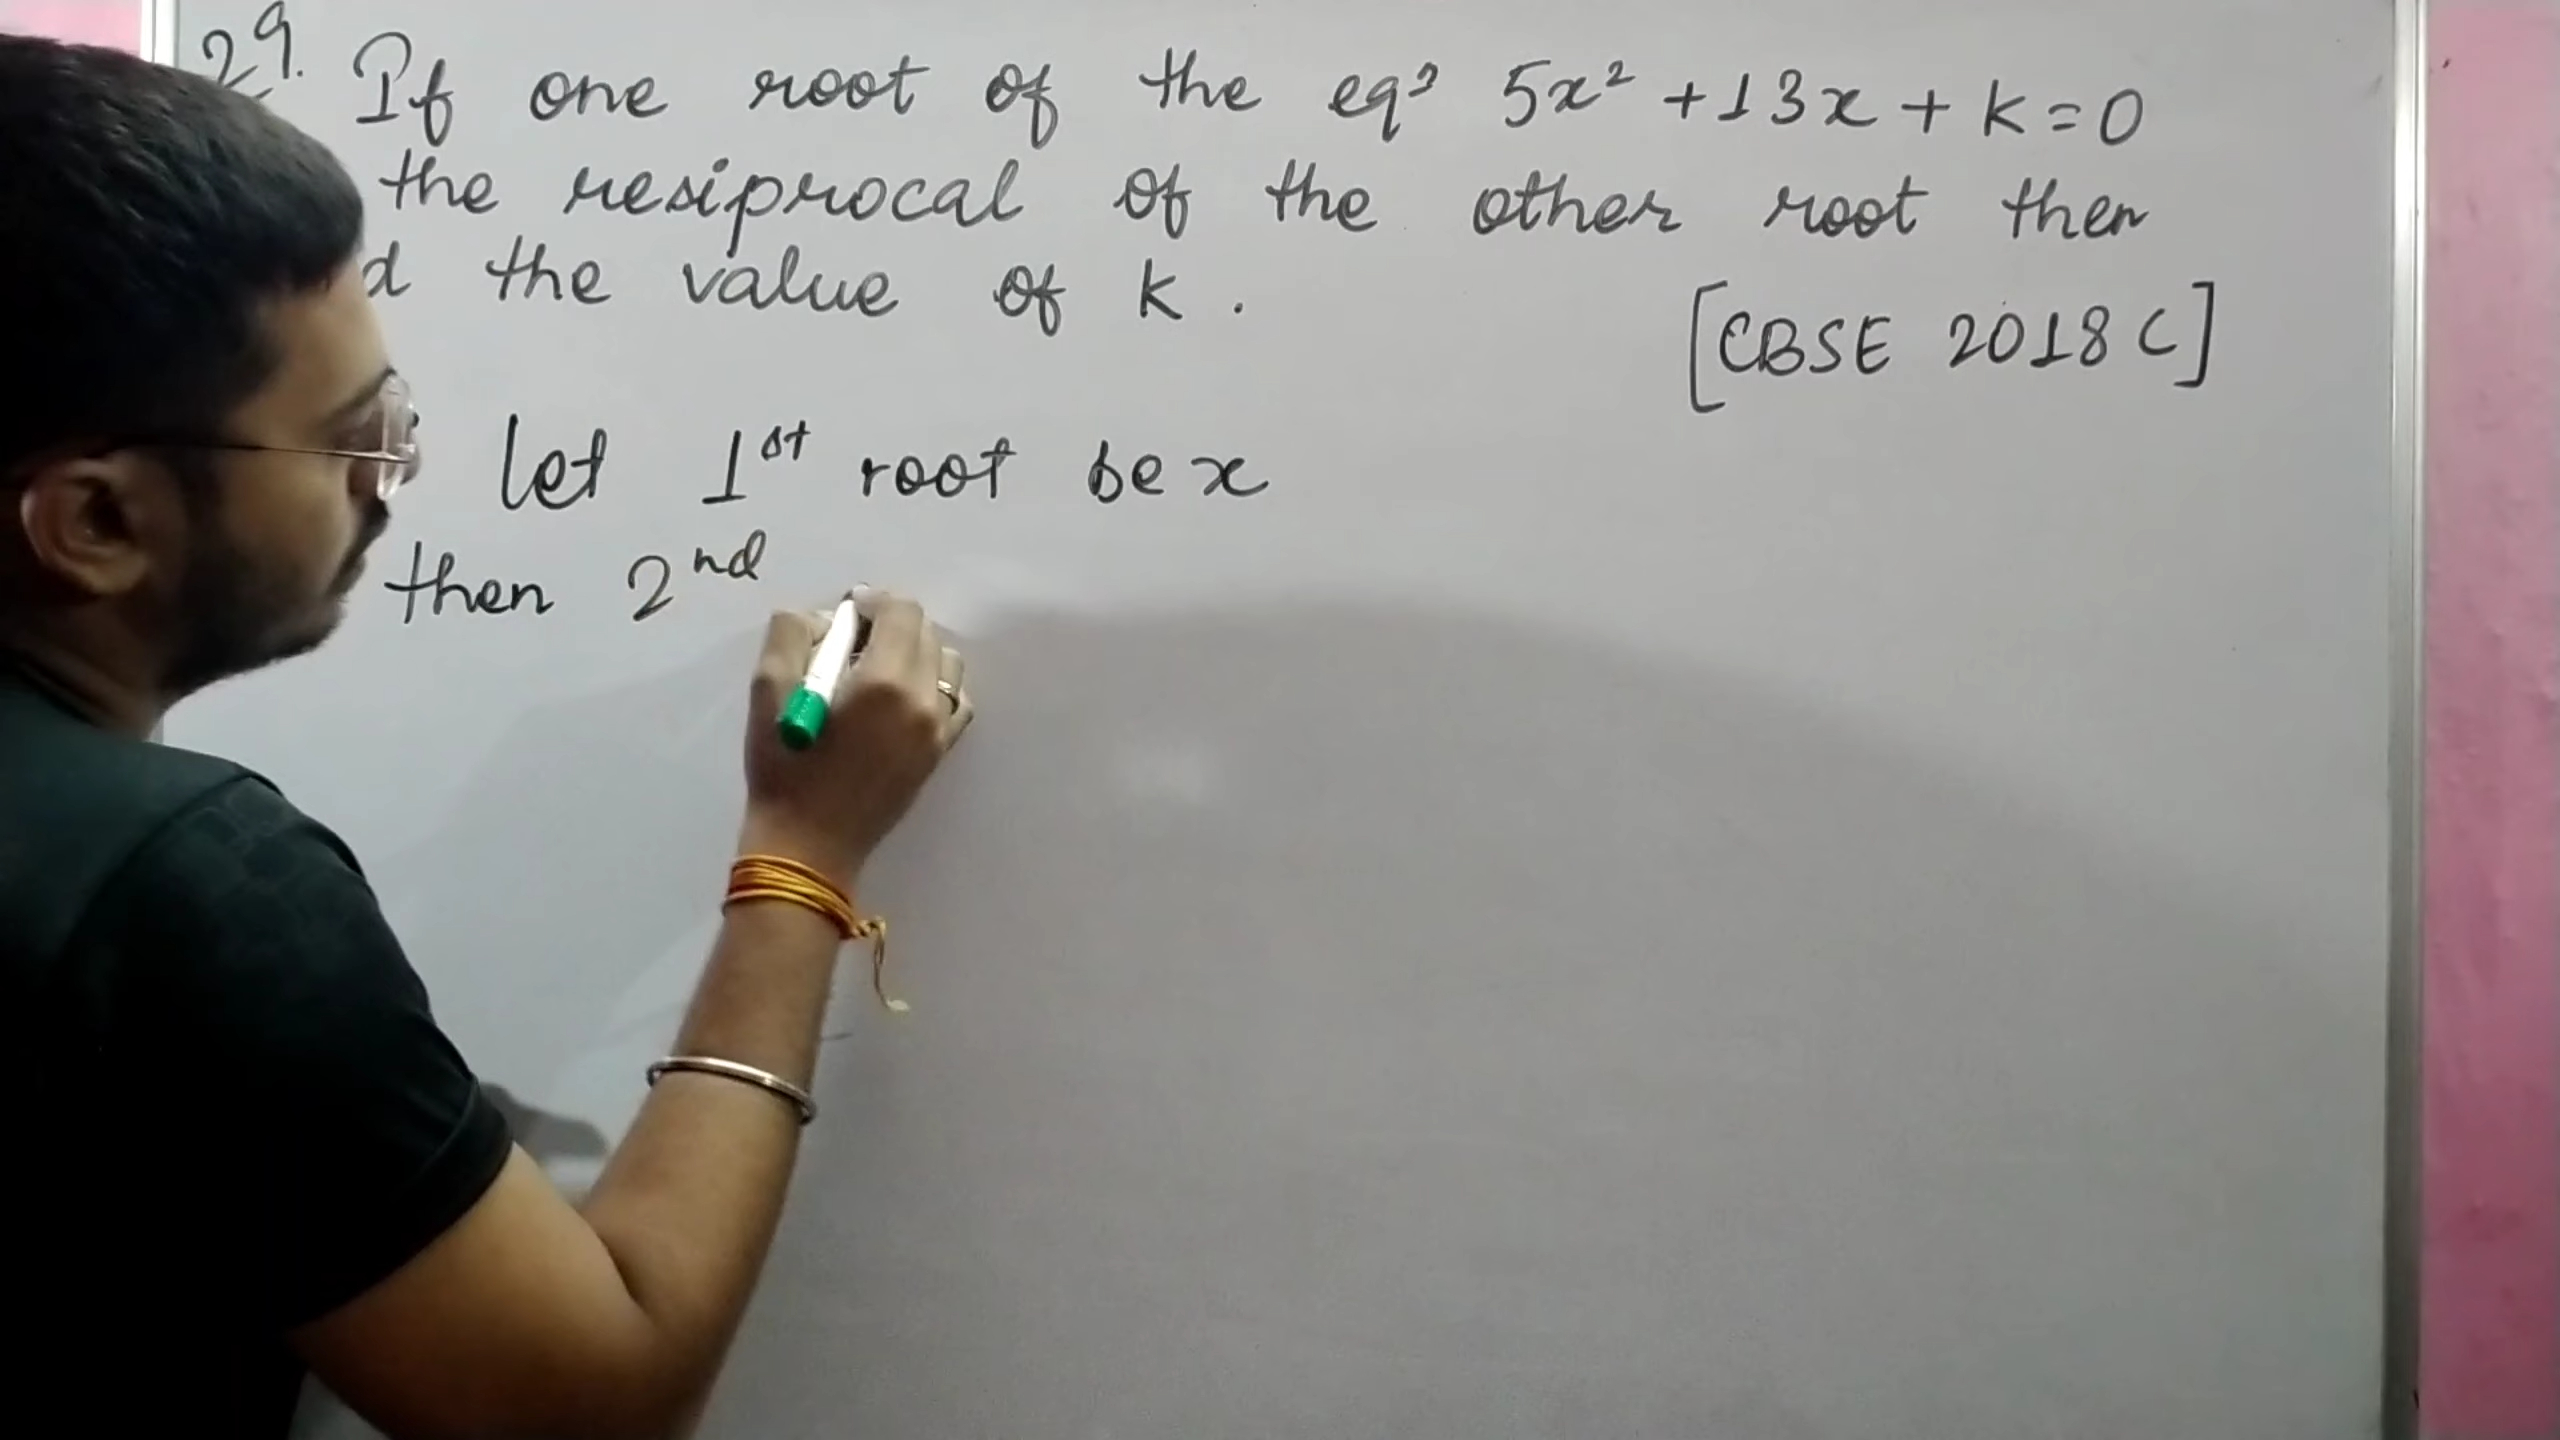 29. If one root of the eqn 5x² + 13x + k = 0
the resiprocal of the other root then
d the value of k .
[CBSE 2018 C]
let 1st root be x
then 2nd